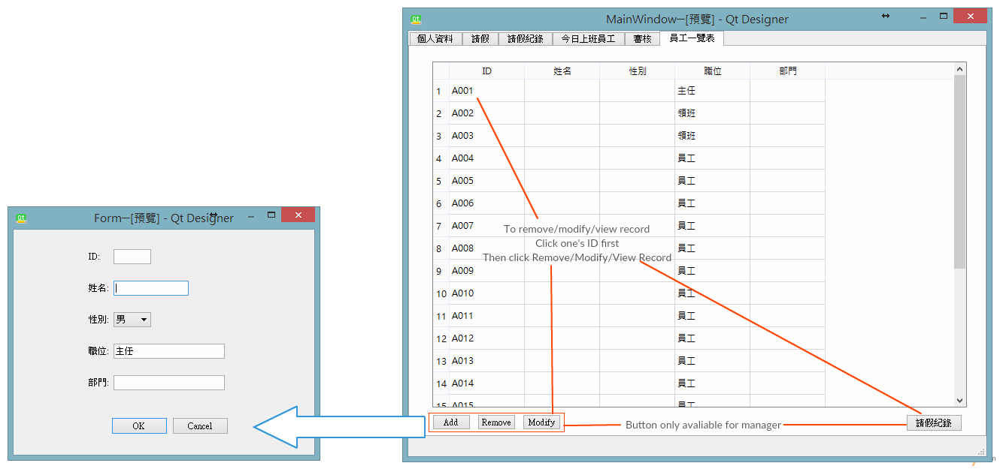 MainWindow─[預覽] - Qt Designer
個人資料 請假 請假紀錄 今日上班員工 審核 員工一覽表
ID 姓名 性別 職位 部門
1 A001 主任
2 A002 領班
3 A003 領班
4 A004 員工
5 A005 員工
6 A006 員工
7 A007 員工
8 A008 員工
9 A009 員工
10 A010 員工
11 A011 員工
12 A012 員工
13 A013 員工
14 A014 員工
15 A015 員工
To remove/modify/view record
Click one's ID first
Then click Remove/Modify/View Record
Add Remove Modify
Button only avaliable for manager
請假紀錄
Form─[預覽] - Qt Designer
ID:
姓名:
性別: 男
職位: 主任
部門:
OK Cancel